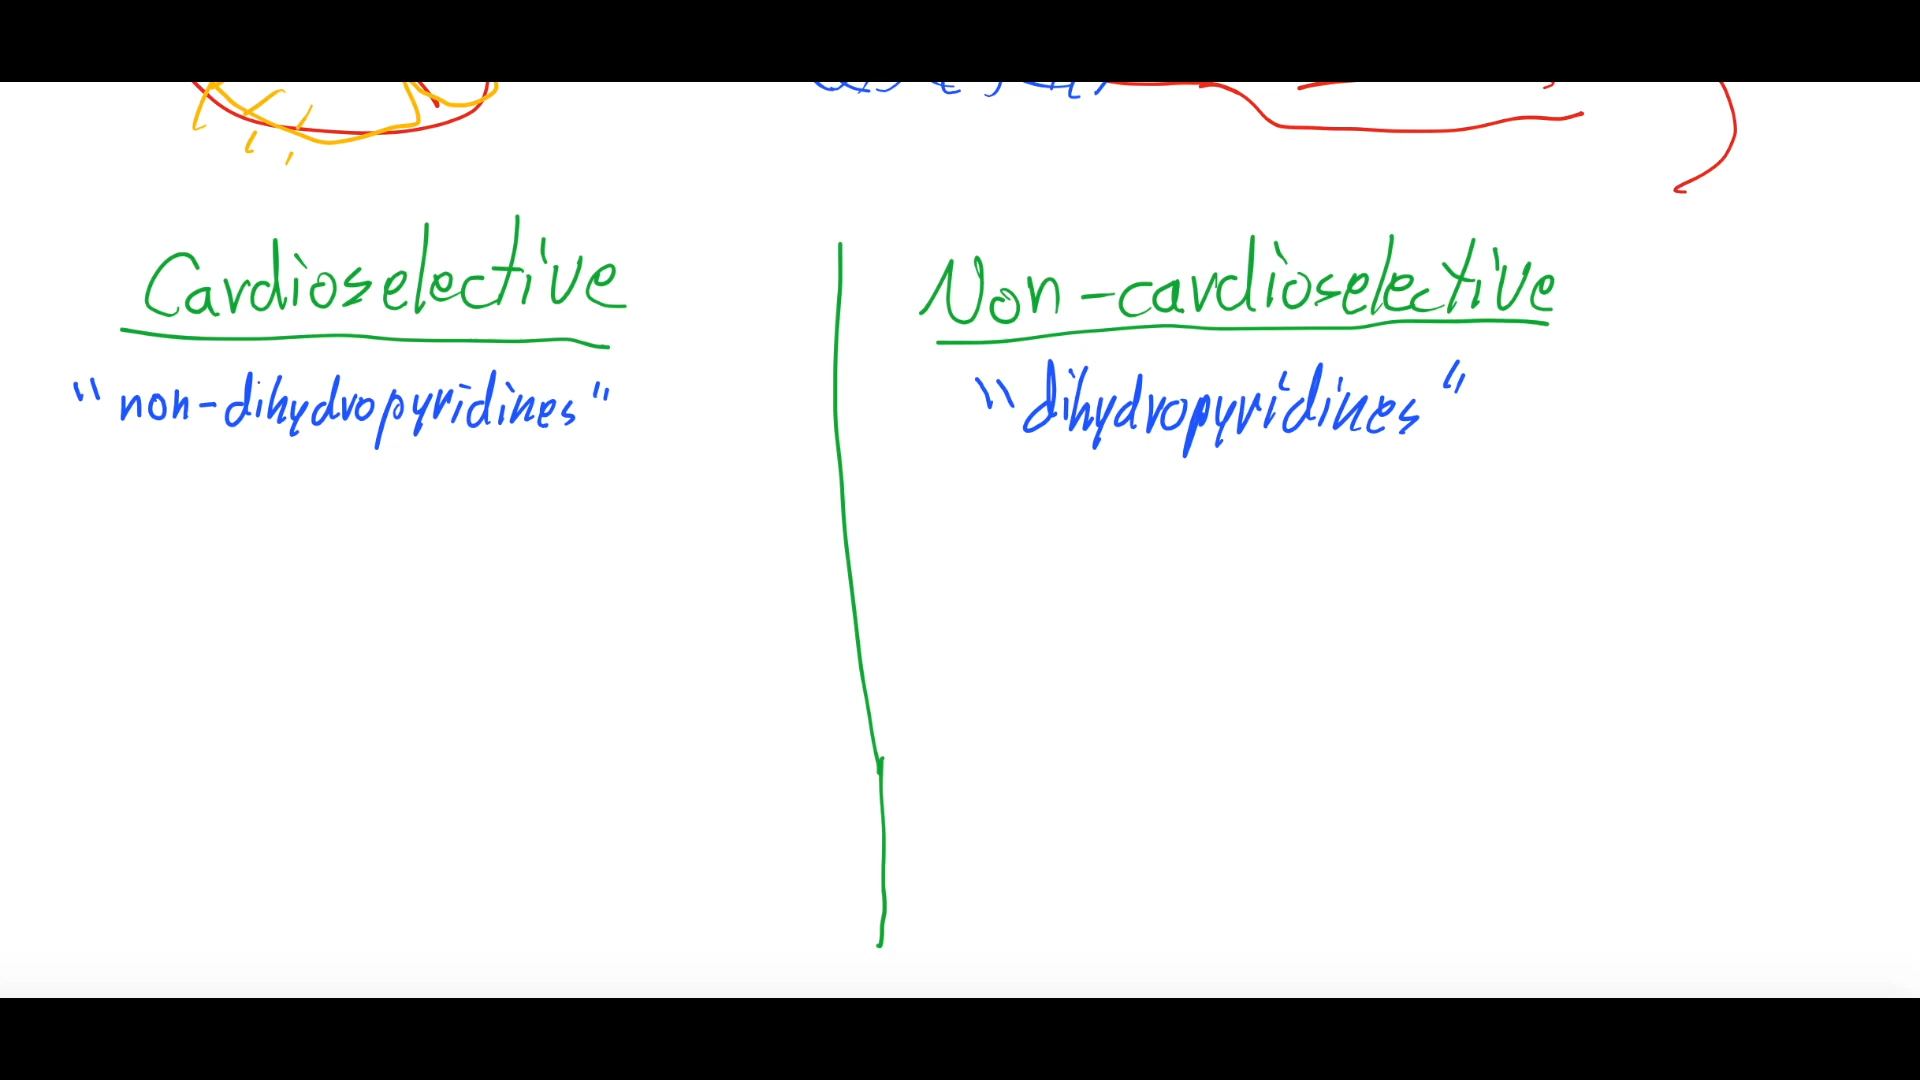 Cardioselective
Non-cardioselective
"non-dihydropyridines"
"dihydropyridines"